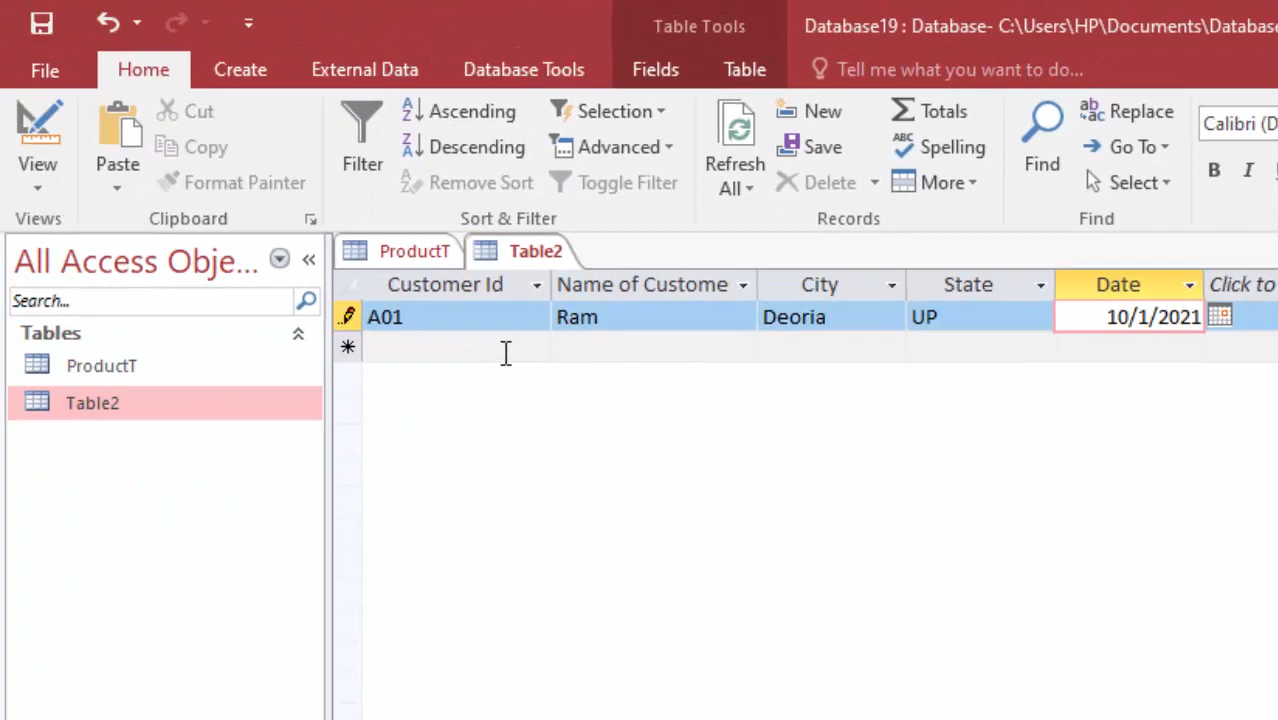 Table Tools
Database19 : Database- C:\Users\HP\Documents\Database
File
Home
Create
External Data
Database Tools
Fields
Table
Tell me what you want to do...
View
Views
Paste
Cut
Copy
Format Painter
Clipboard
Filter
Ascending
Descending
Remove Sort
Selection
Advanced
Toggle Filter
Sort & Filter
Refresh
All
New
Save
Delete
Totals
Spelling
More
Records
Find
Replace
Go To
Select
Find
Calibri (D
B I
All Access Obje...
Search...
Tables
ProductT
Table2
ProductT
Table2
Customer Id Name of Custome City State Date Click to
A01 Ram Deoria UP 10/1/2021